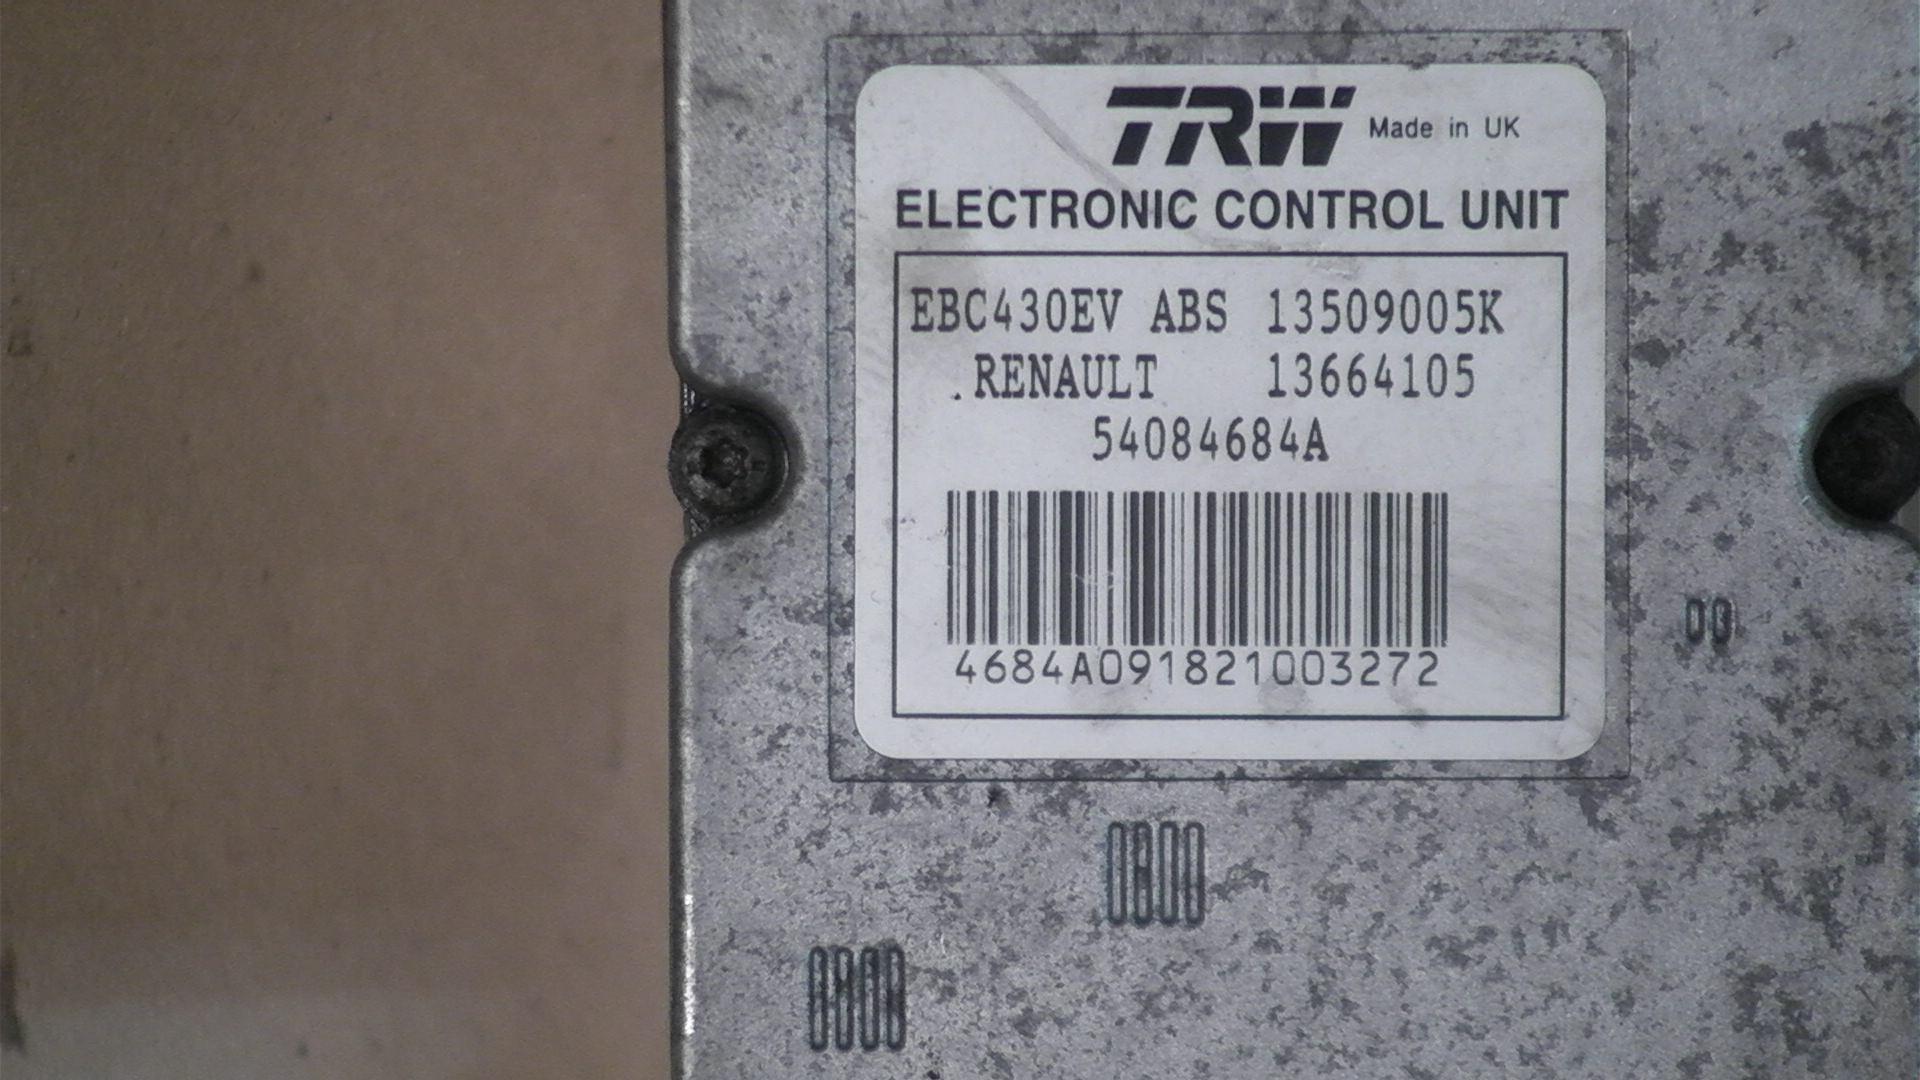 TRW Made in UK
ELECTRONIC CONTROL UNIT
EBC430EV ABS 13509005K
.RENAULT 13664105
54084684A
4684A091821003272